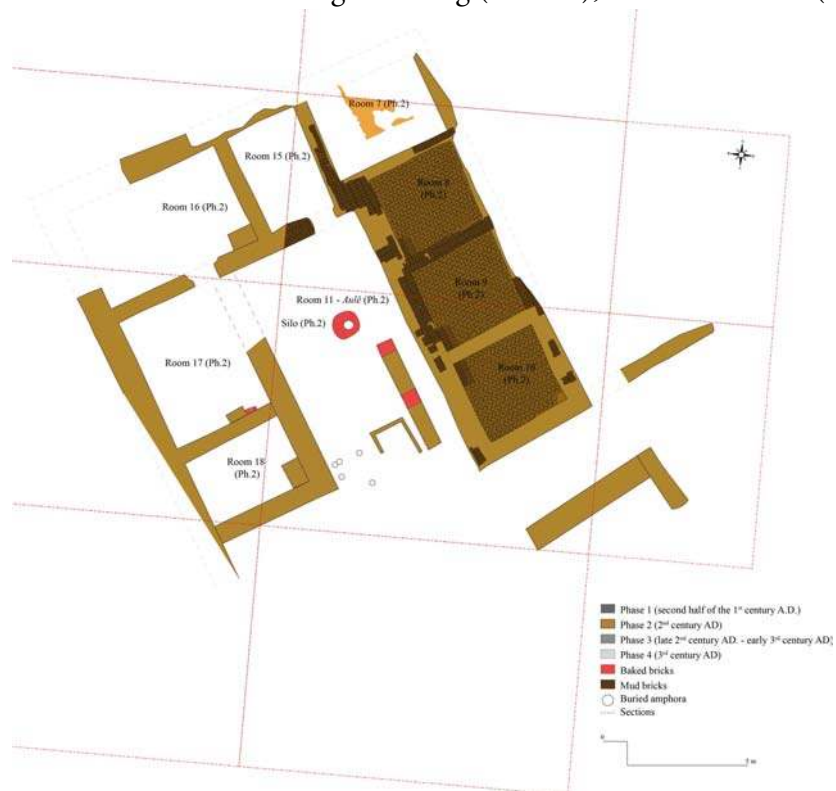 Room 7 (Ph.2)
Room 15 (Ph.2)
Room 8
(Ph.2)
Room 16 (Ph.2)
Room 9
(Ph.2)
Room 11 - Aulē (Ph.2)
Silo (Ph.2)
Room 17 (Ph.2)
Room 10
(Ph.2)
Room 18
(Ph.2)
Phase 1 (second half of the 1st century A.D.)
Phase 2 (2nd century AD)
Phase 3 (late 2nd century AD. - early 3rd century AD)
Phase 4 (3rd century AD)
Baked bricks
Mud bricks
Buried amphora
Sections
0
5 m